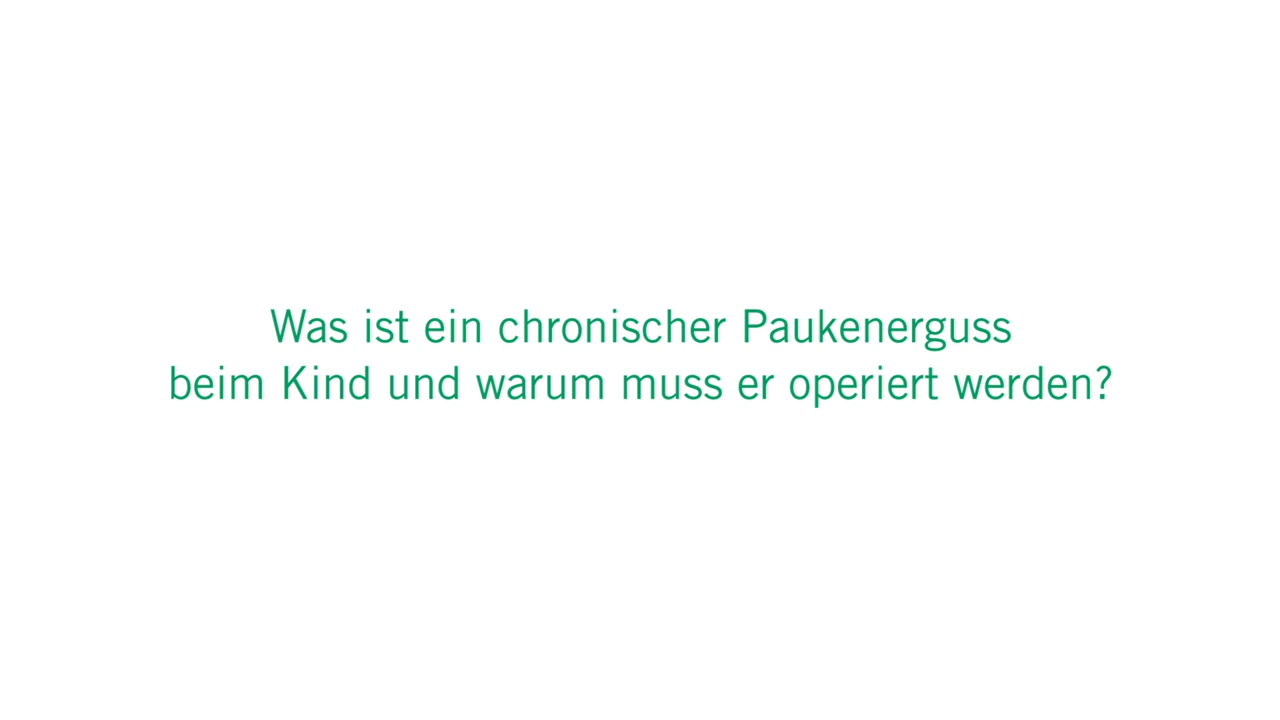 Was ist ein chronischer Paukenerguss
beim Kind und warum muss er operiert werden?